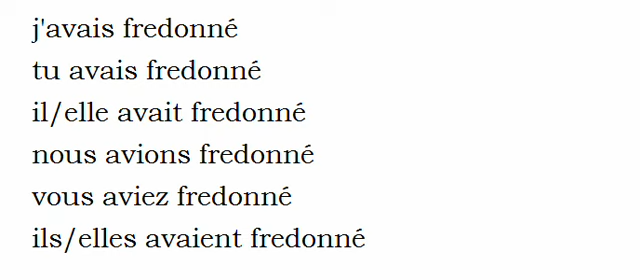 j'avais fredonné
tu avais fredonné
il/elle avait fredonné
nous avions fredonné
vous aviez fredonné
ils/elles avaient fredonné